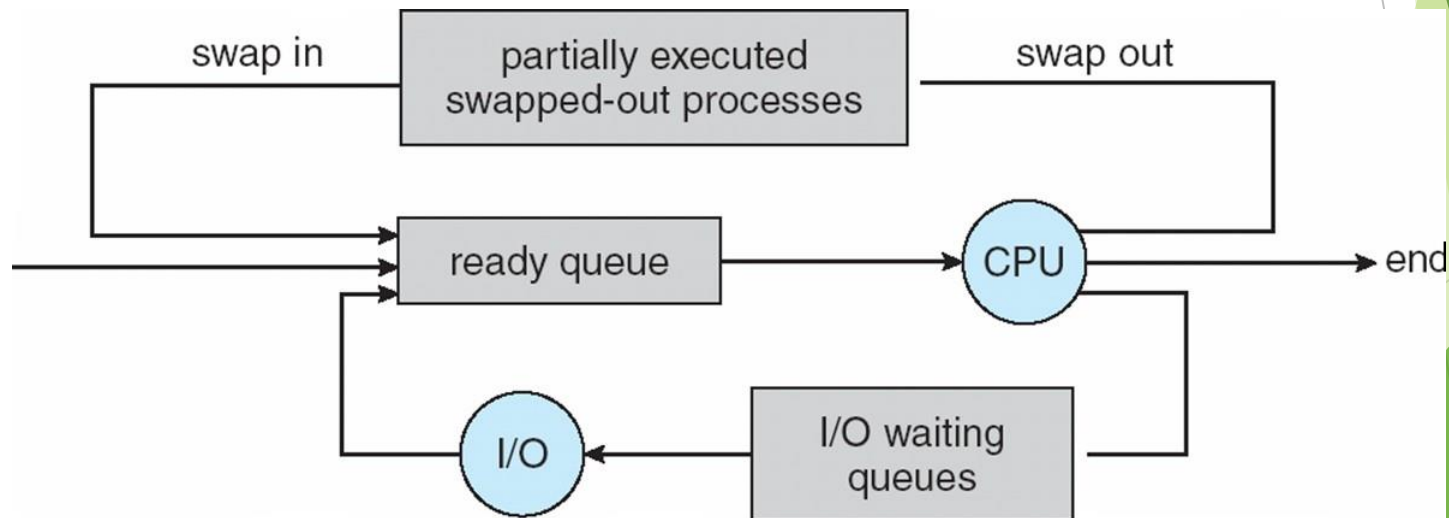 swap in
partially executed
swapped-out processes
swap out
ready queue
CPU
end
I/O
I/O waiting
queues